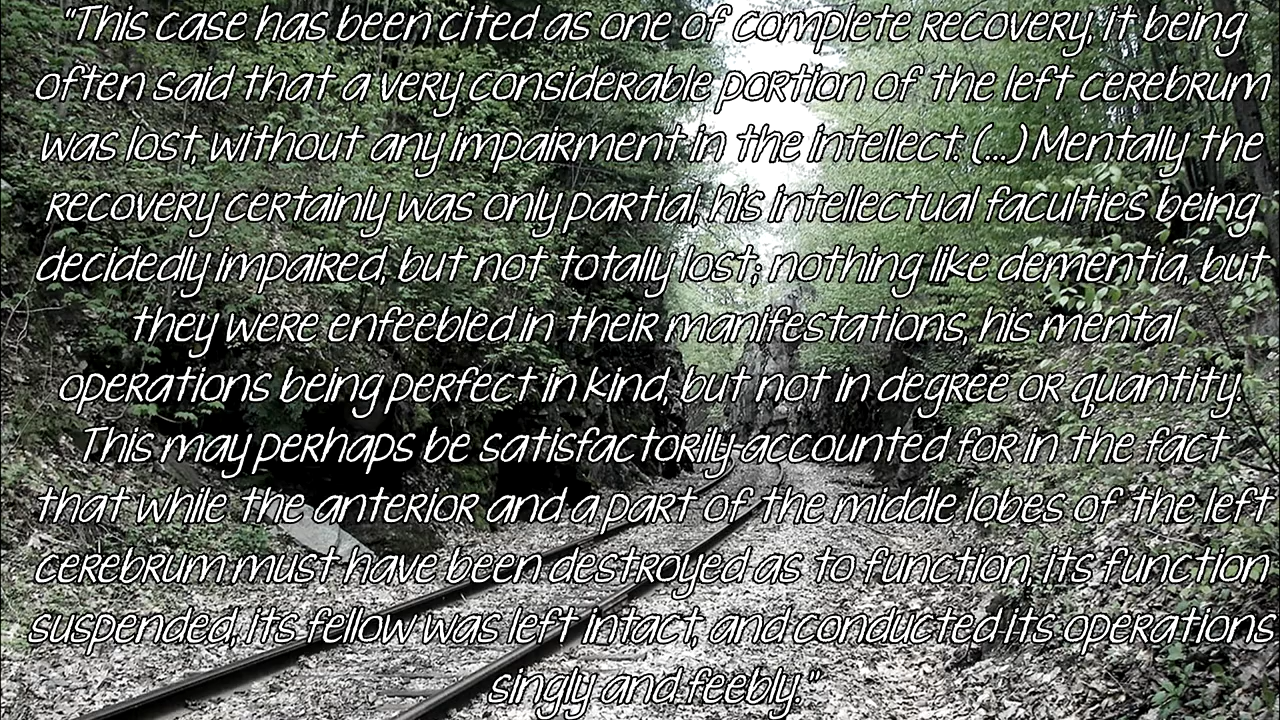 "This case has been cited as one of complete recovery, it being
often said that a very considerable portion of the left cerebrum
was lost, without any impairment in the intellect. (...) Mentally the
recovery certainly was only partial, his intellectual faculties being
decidedly impaired, but not totally lost; nothing like dementia, but
they were enfeebled in their manifestations, his mental
operations being perfect in kind, but not in degree or quantity.
This may perhaps be satisfactorily accounted for in the fact
that while the anterior and a part of the middle lobes of the left
cerebrum must have been destroyed as to function, its function
suspended, its fellow was left intact, and conducted its operations
singly and feebly."